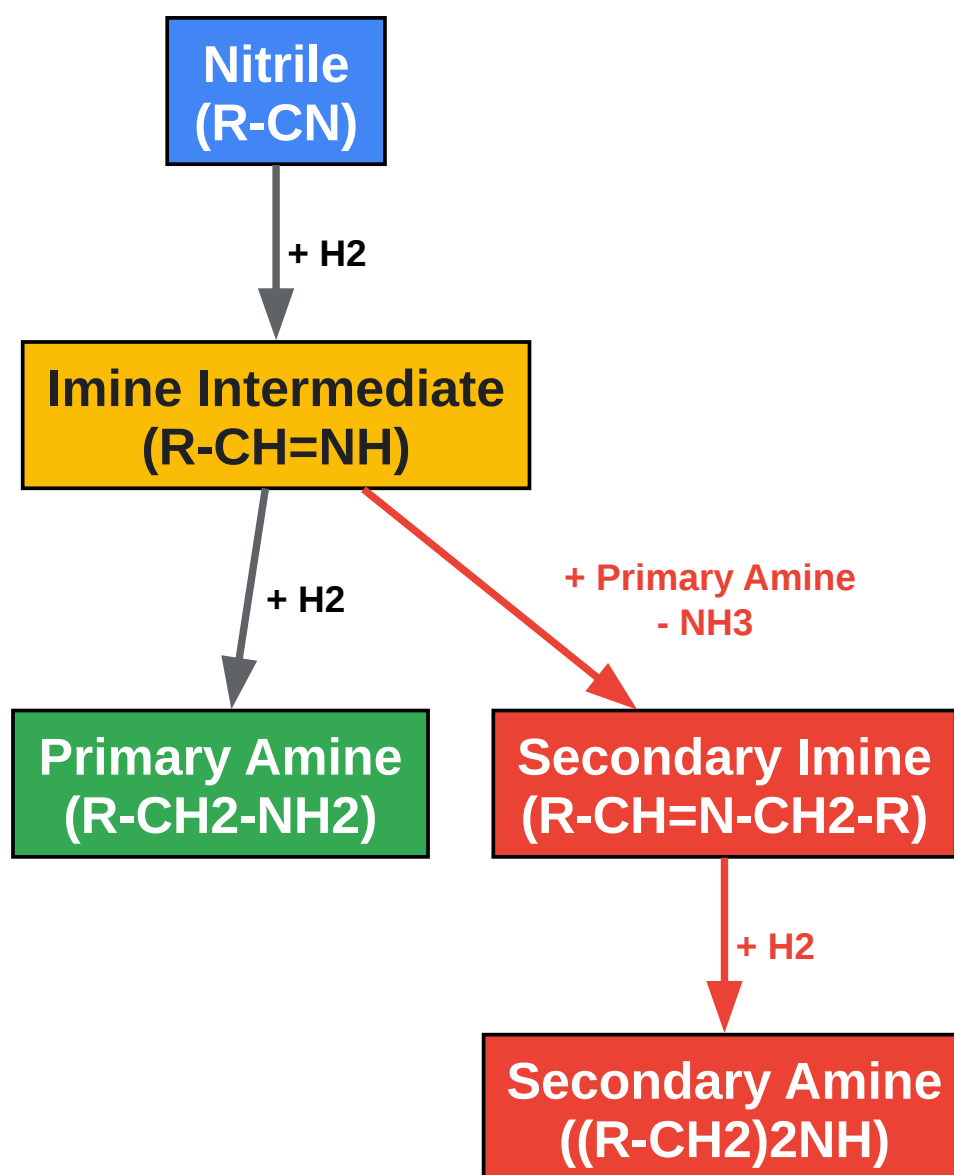 Nitrile
(R-CN)
+ H2
Imine Intermediate
(R-CH=NH)
+ Primary Amine
- NH3
+ H2
Primary Amine
(R-CH2-NH2)
Secondary Imine
(R-CH=N-CH2-R)
+ H2
Secondary Amine
((R-CH2)2NH)